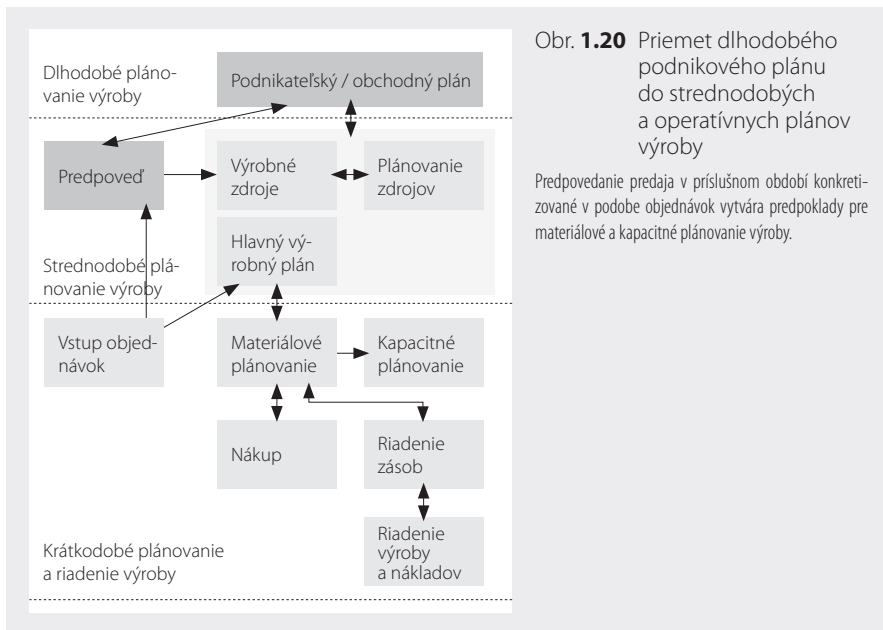 Dlhodobé pláno-
vanie výroby
Podnikateľský / obchodný plán
Predpoveď
Výrobné
zdroje
Plánovanie
zdrojov
Hlavný vý-
robný plán
Strednodobé plá-
novanie výroby
Vstup objed-
návok
Materiálové
plánovanie
Kapacitné
plánovanie
Nákup
Riadenie
zásob
Riadenie
výroby
a nákladov
Krátkodobé plánovanie
a riadenie výroby
Obr. 1.20 Priemet dlhodobého
podnikového plánu
do strednodobých
a operatívnych plánov
výroby
Predpovedanie predaja v príslušnom období konkreti-
zované v podobe objednávok vytvára predpoklady pre
materiálové a kapacitné plánovanie výroby.